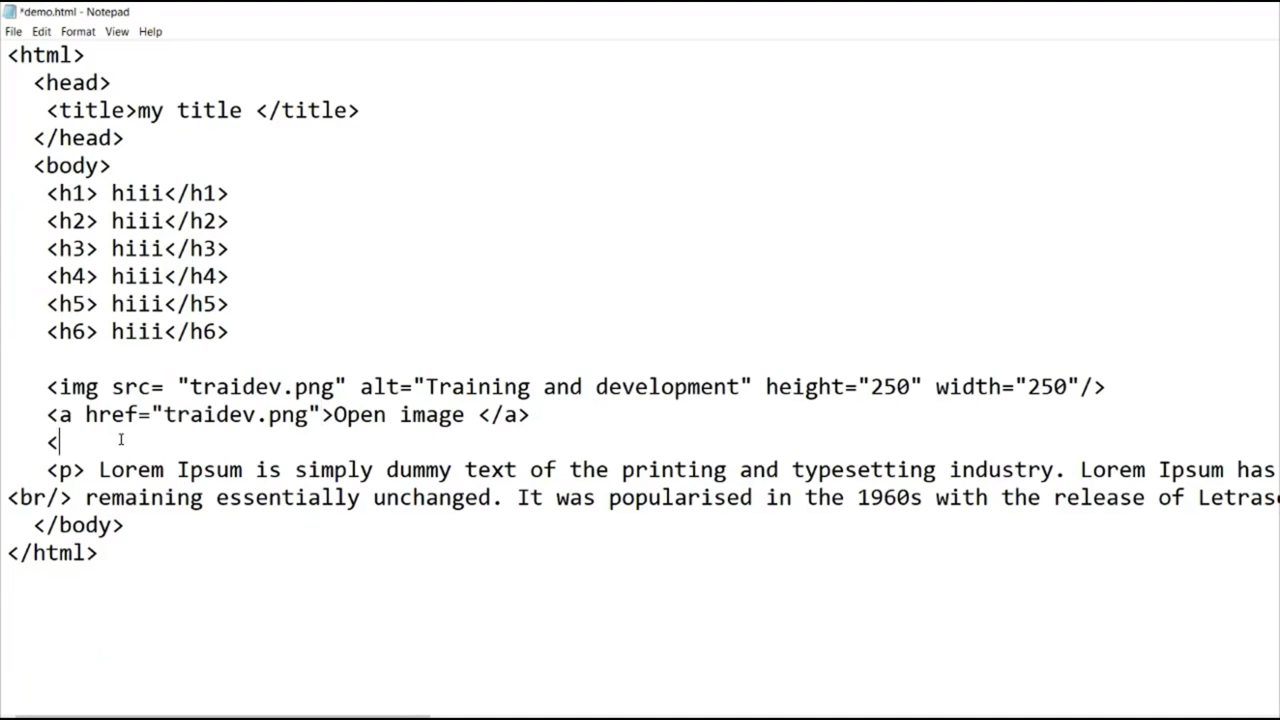 *demo.html - Notepad
File Edit Format View Help
<html>
<head>
<title>my title </title>
</head>
<body>
<h1> hiii</h1>
<h2> hiii</h2>
<h3> hiii</h3>
<h4> hiii</h4>
<h5> hiii</h5>
<h6> hiii</h6>
<img src= "traidev.png" alt="Training and development" height="250" width="250"/>
<a href="traidev.png">Open image </a>
<
<p> Lorem Ipsum is simply dummy text of the printing and typesetting industry. Lorem Ipsum has
<br/> remaining essentially unchanged. It was popularised in the 1960s with the release of
</body>
</html>